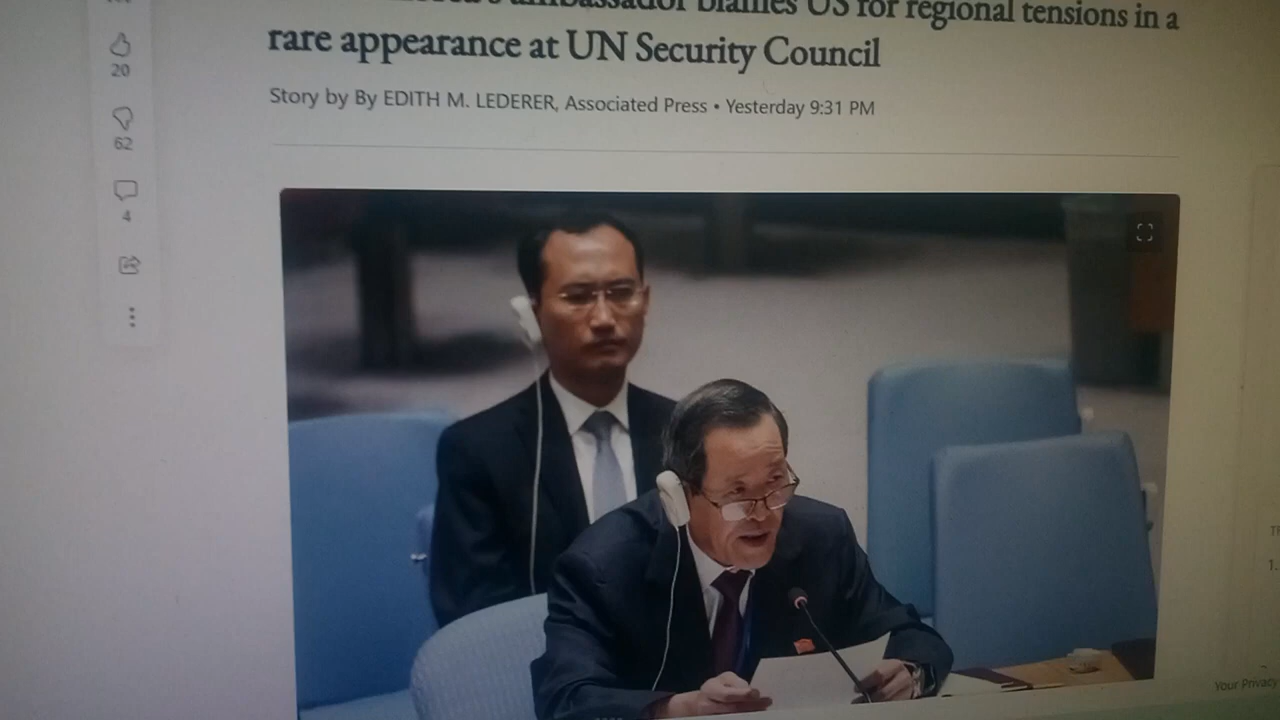 ambassador blames US for regional tensions in a
rare appearance at UN Security Council
Story by By EDITH M. LEDERER, Associated Press • Yesterday 9:31 PM
20
62
4
1.
Your Privacy